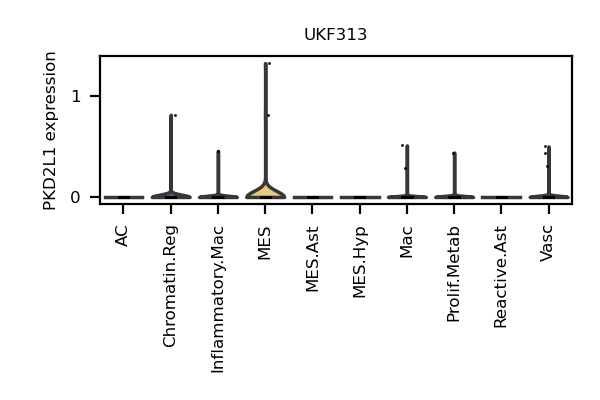 UKF313
PKD2L1 expression
1
0
AC
Chromatin.Reg
Inflammatory.Mac
MES
MES.Ast
MES.Hyp
Mac
Prolif.Metab
Reactive.Ast
Vasc